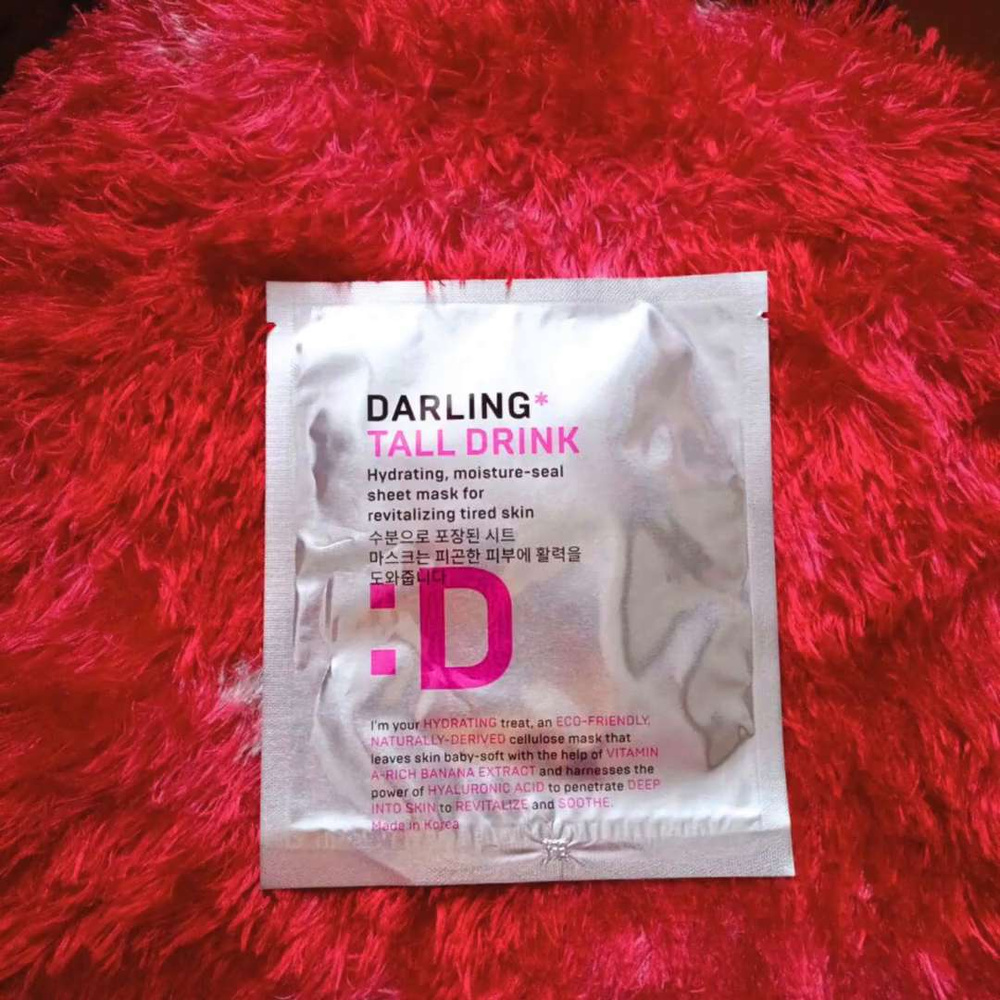 DARLING*
TALL DRINK
Hydrating, moisture-seal
sheet mask for
revitalizing tired skin
수분으로 포장된 시트
마스크는 피곤한 피부에 활력을
도와줍니다
:D
I'm your HYDRATING treat, an ECO-FRIENDLY,
NATURALLY-DERIVED cellulose mask that
leaves skin baby-soft with the help of VITAMIN
A-RICH BANANA EXTRACT and harnesses the
power of HYALURONIC ACID to penetrate DEEP
INTO SKIN to REVITALIZE and SOOTHE.
Made in Korea